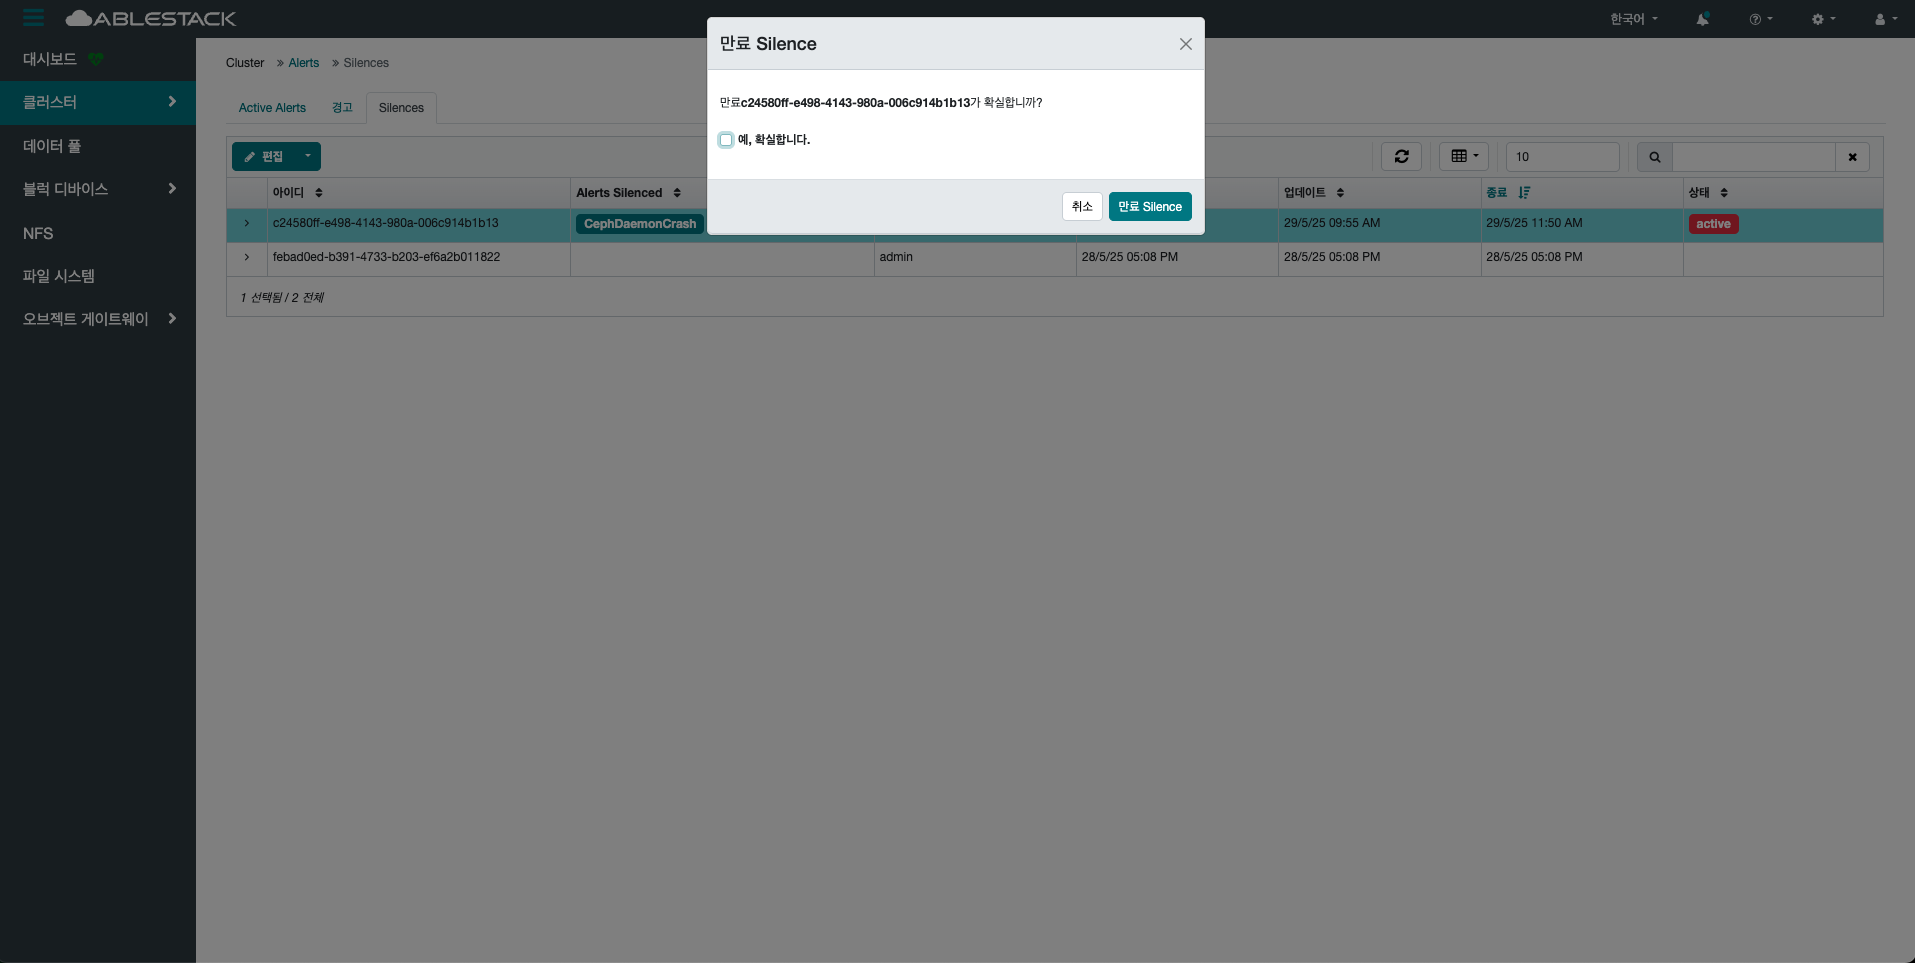 ABLESTACK
한국어
대시보드
클러스터
데이터 풀
블럭 디바이스
NFS
파일 시스템
오브젝트 게이트웨이
Cluster » Alerts » Silences
Active Alerts 경고 Silences
편집
10
아이디 Alerts Silenced 업데이트 종료 상태
c24580ff-e498-4143-980a-006c914b1b13 CephDaemonCrash 29/5/25 09:55 AM 29/5/25 11:50 AM active
febad0ed-b391-4733-b203-ef6a2b011822 admin 28/5/25 05:08 PM 28/5/25 05:08 PM 28/5/25 05:08 PM
1 선택됨 / 2 전체
만료 Silence
만료c24580ff-e498-4143-980a-006c914b1b13가 확실합니까?
예, 확실합니다.
취소 만료 Silence